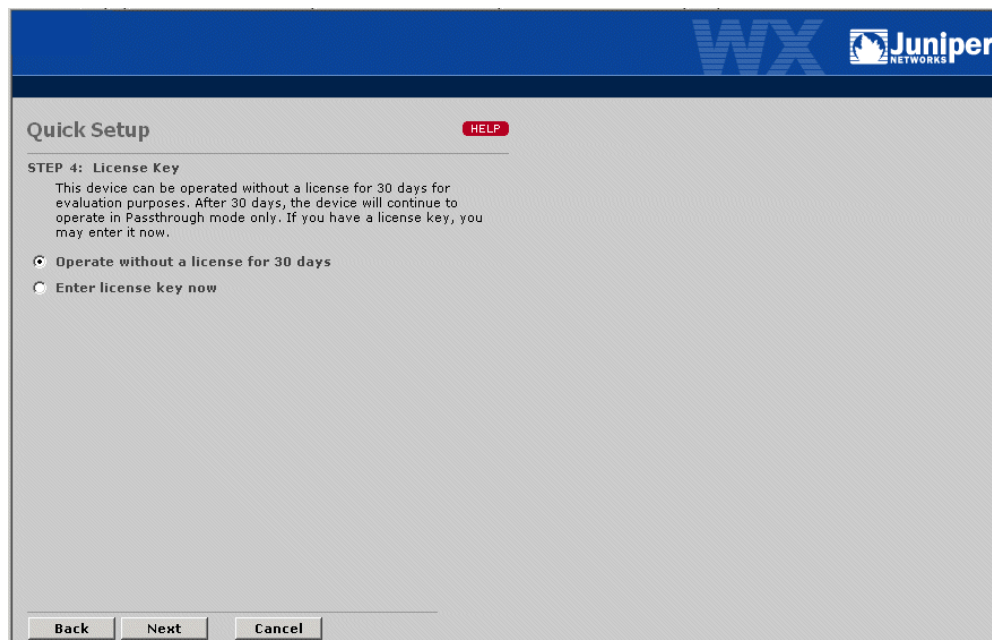 WX
Juniper
NETWORKS
Quick Setup
HELP
STEP 4: License Key
This device can be operated without a license for 30 days for
evaluation purposes. After 30 days, the device will continue to
operate in Passthrough mode only. If you have a license key, you
may enter it now.
Operate without a license for 30 days
Enter license key now
Back
Next
Cancel